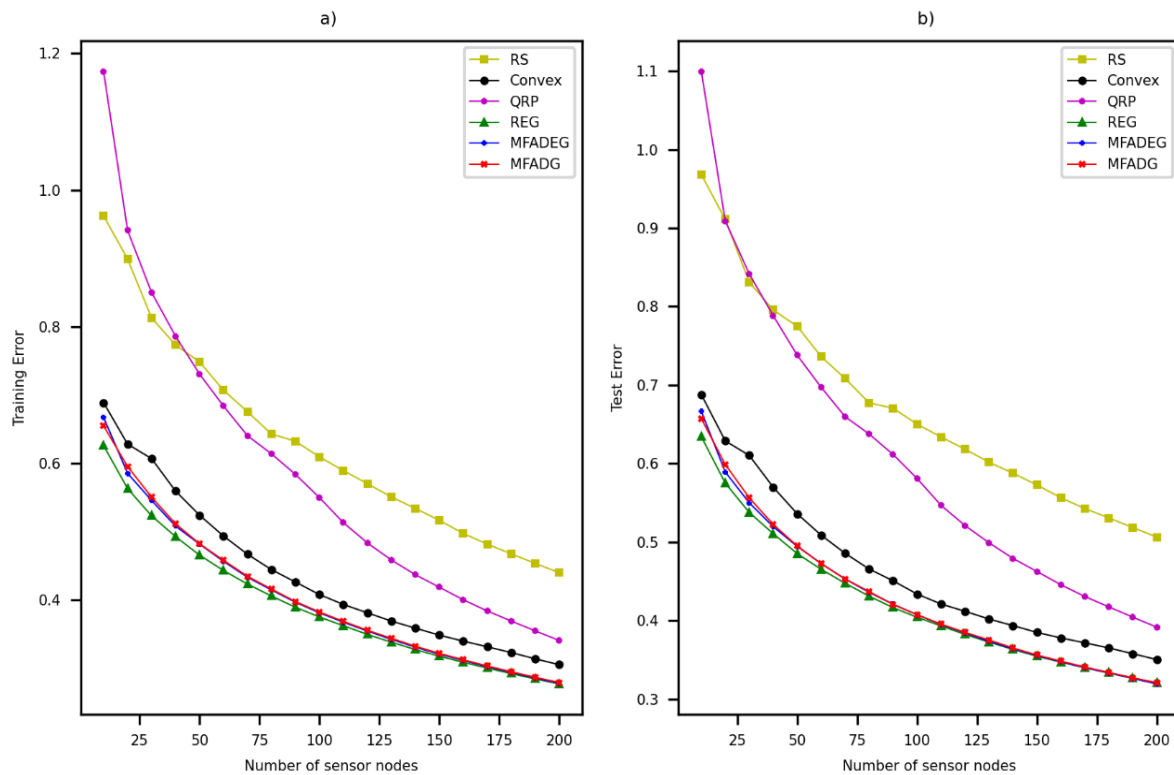 a)
1.2
1.0
0.8
0.6
0.4
Training Error
25 50 75 100 125 150 175 200
Number of sensor nodes
RS
Convex
QRP
REG
MFADEG
MFADG
b)
1.1
1.0
0.9
0.8
0.7
0.6
0.5
0.4
0.3
Test Error
25 50 75 100 125 150 175 200
Number of sensor nodes
RS
Convex
QRP
REG
MFADEG
MFADG